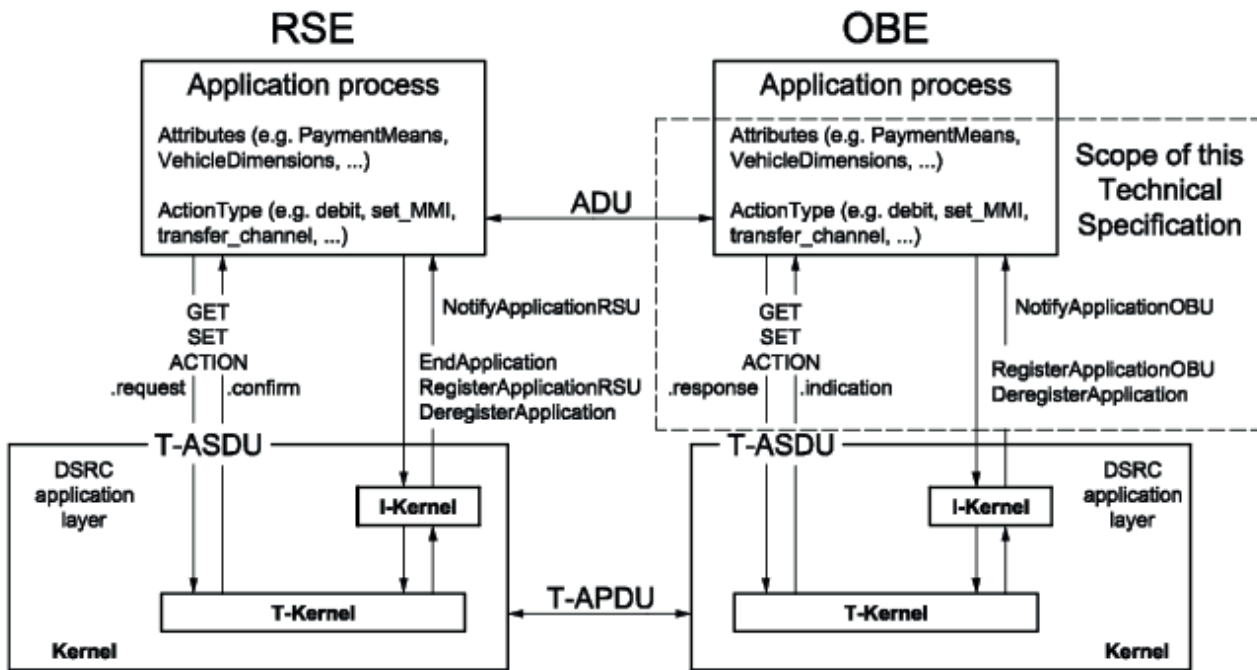 RSE
OBE
Application process
Attributes (e.g. PaymentMeans,
VehicleDimensions, ...)
ActionType (e.g. debit, set_MMI,
transfer_channel, ...)
ADU
Application process
Attributes (e.g. PaymentMeans,
VehicleDimensions, ...)
ActionType (e.g. debit, set_MMI,
transfer_channel, ...)
Scope of this
Technical
Specification
GET
SET
ACTION
.request
.confirm
NotifyApplicationRSU
EndApplication
RegisterApplicationRSU
DeregisterApplication
GET
SET
ACTION
.response
.indication
NotifyApplicationOBU
RegisterApplicationOBU
DeregisterApplication
T-ASDU
DSRC
application
layer
I-Kernel
T-Kernel
Kernel
T-APDU
T-ASDU
DSRC
application
layer
I-Kernel
T-Kernel
Kernel